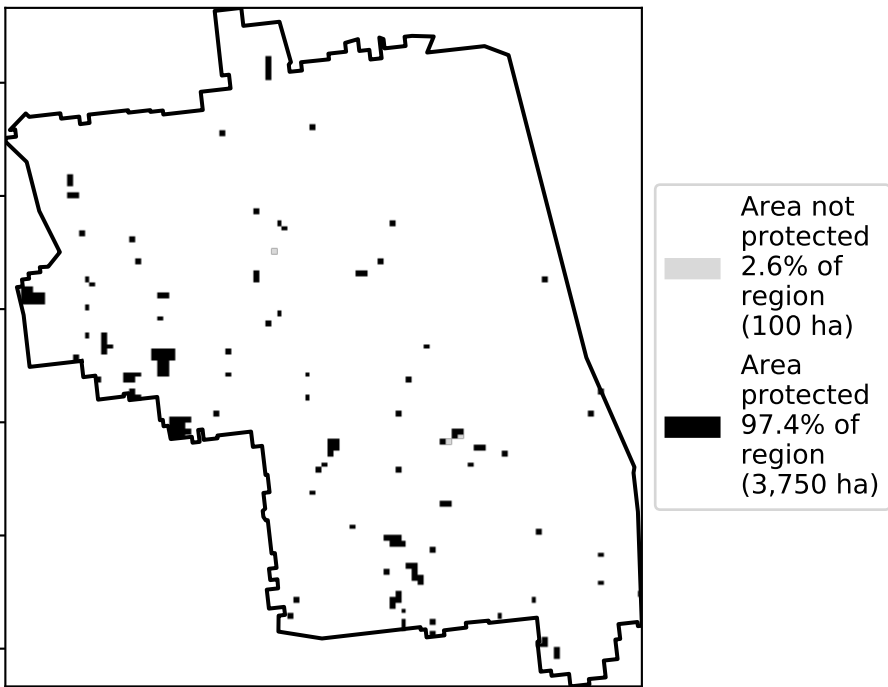 Area not
protected
2.6% of
region
(100 ha)
Area
protected
97.4% of
region
(3,750 ha)